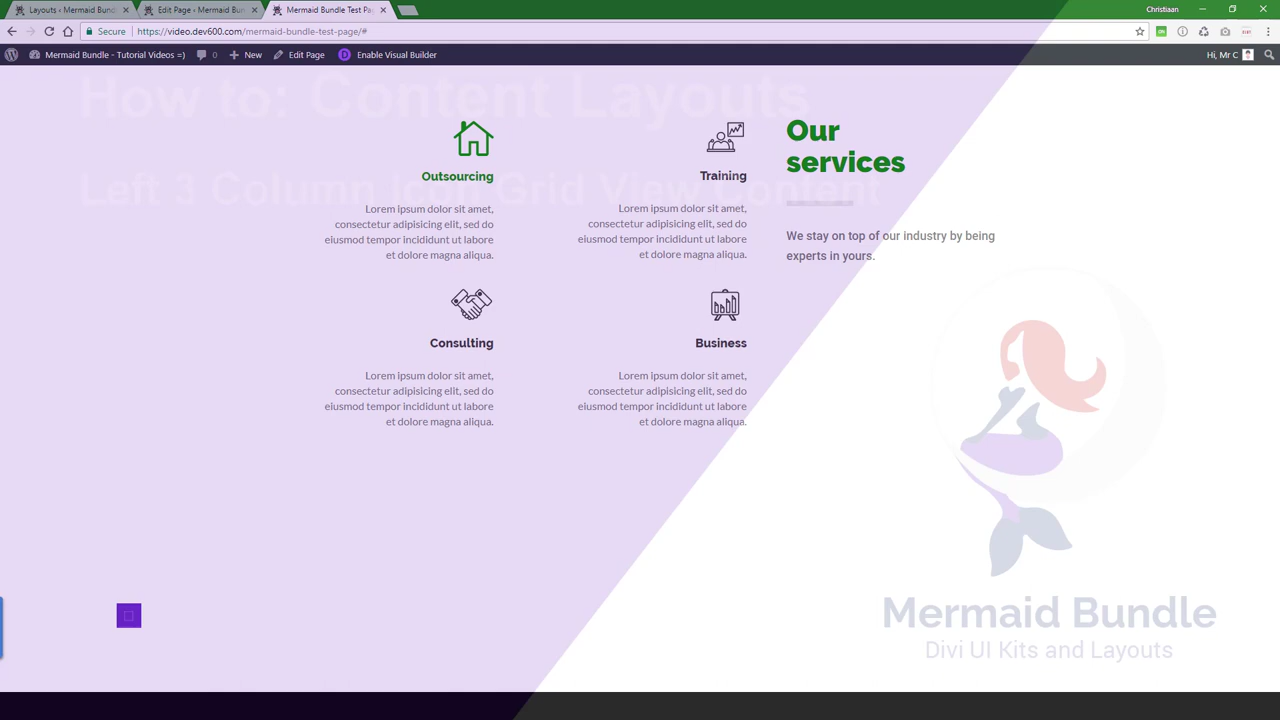 Layouts ‹ Mermaid Bund
Edit Page ‹ Mermaid Bun
Mermaid Bundle Test Pag
Christiaan
Secure
https://video.dev600.com/mermaid-bundle-test-page/#
Mermaid Bundle - Tutorial Videos =)
0
New
Edit Page
Enable Visual Builder
Hi, Mr C
How to: Content Layouts
Our
services
Outsourcing
Training
Grid View Content
Lorem ipsum dolor sit amet,
consectetur adipisicing elit, sed do
eiusmod tempor incididunt ut labore
et dolore magna aliqua.
Lorem ipsum dolor sit amet,
consectetur adipisicing elit, sed do
eiusmod tempor incididunt ut labore
et dolore magna aliqua.
We stay on top of our industry by being
experts in yours.
Consulting
Business
Lorem ipsum dolor sit amet,
consectetur adipisicing elit, sed do
eiusmod tempor incididunt ut labore
et dolore magna aliqua.
Lorem ipsum dolor sit amet,
consectetur adipisicing elit, sed do
eiusmod tempor incididunt ut labore
et dolore magna aliqua.
Mermaid Bundle
Divi UI Kits and Layouts